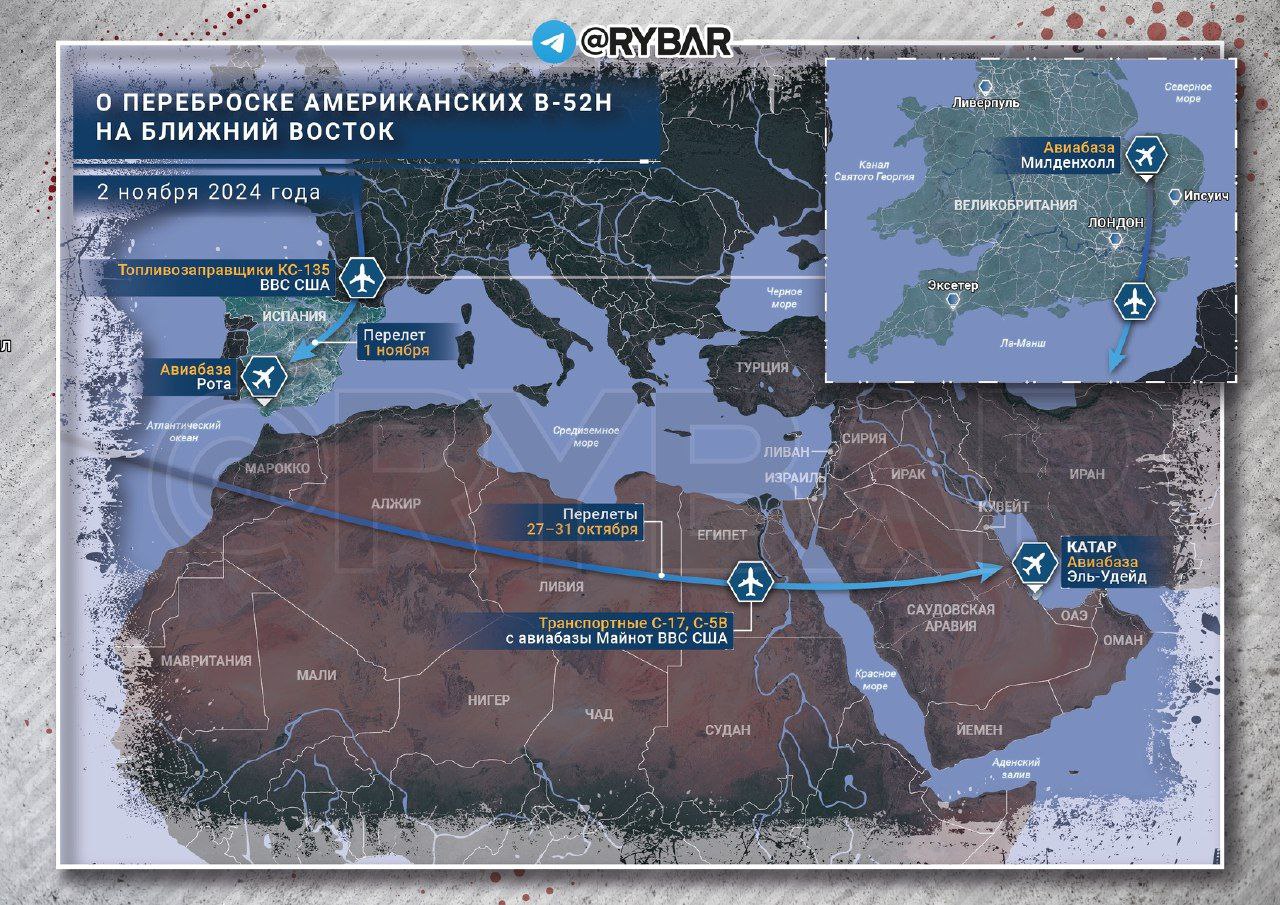 @RYBAR
О ПЕРЕБРОСКЕ АМЕРИКАНСКИХ B-52H
НА БЛИЖНИЙ ВОСТОК
2 ноября 2024 года
Северное
море
Ливерпуль
Авиабаза
Милденхолл
Канал
Святого Георгия
Ипсуич
ВЕЛИКОБРИТАНИЯ
ЛОНДОН
Эксетер
Ла-Манш
Топливозаправщики KC-135
ВВС США
ИСПАНИЯ
Перелет
1 ноября
Авиабаза
Рота
Черное
море
ТУРЦИЯ
Атлантический
океан
Средиземное
море
МАРОККО
АЛЖИР
ЛИВАН
СИРИЯ
ИЗРАИЛЬ
ИРАК
ИРАН
КУВЕЙТ
Перелеты
27–31 октября
ЕГИПЕТ
КАТАР
Авиабаза
Эль-Удейд
ЛИВИЯ
Транспортные C-17, C-5B
с авиабазы Майнот ВВС США
САУДОВСКАЯ
АРАВИЯ
ОАЭ
ОМАН
МАВРИТАНИЯ
МАЛИ
НИГЕР
ЧАД
СУДАН
Красное
море
ЙЕМЕН
Аденский
залив
@RYBAR